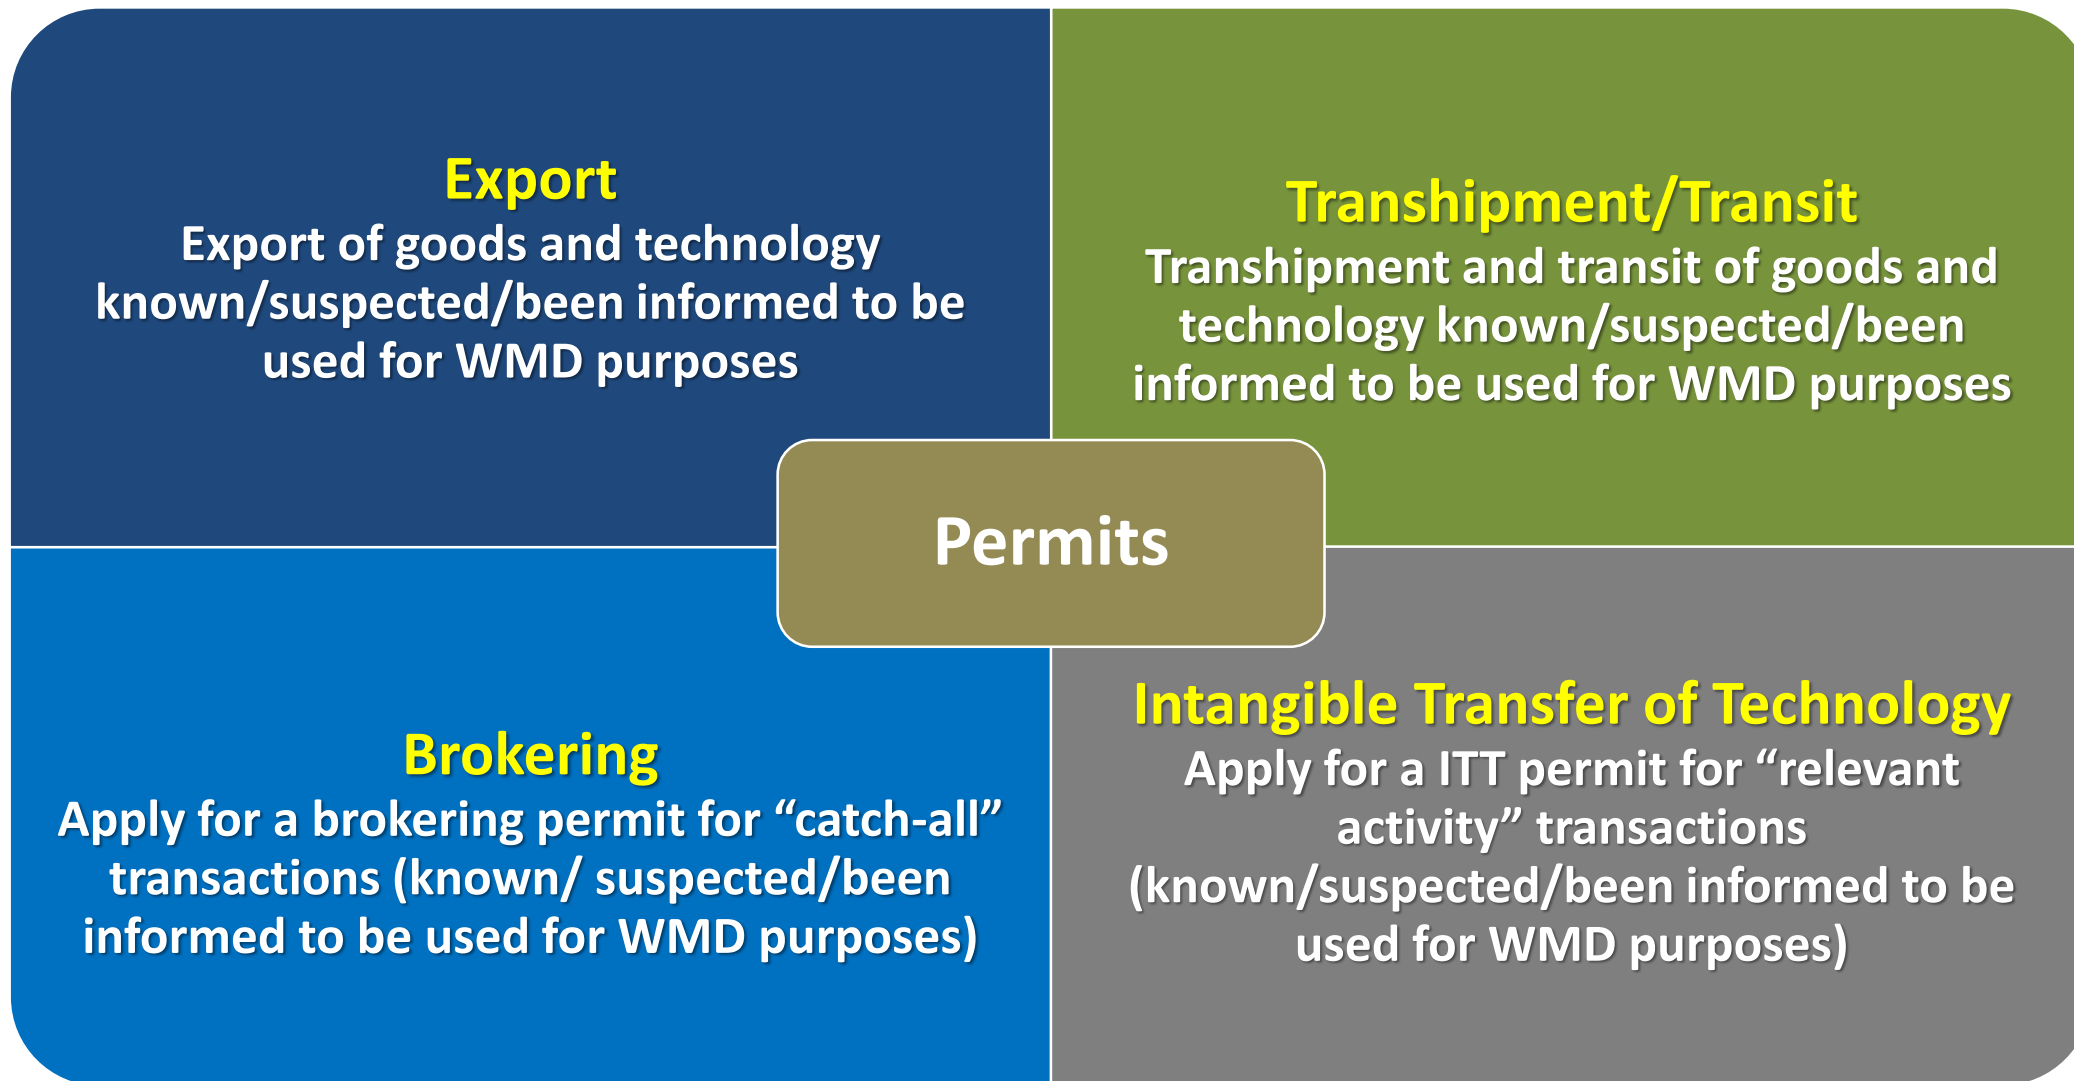 Export
Export of goods and technology
known/suspected/been informed to be
used for WMD purposes
Transhipment/Transit
Transhipment and transit of goods and
technology known/suspected/been
informed to be used for WMD purposes
Permits
Brokering
Apply for a brokering permit for “catch-all”
transactions (known/ suspected/been
informed to be used for WMD purposes)
Intangible Transfer of Technology
Apply for a ITT permit for “relevant
activity” transactions
(known/suspected/been informed to be
used for WMD purposes)